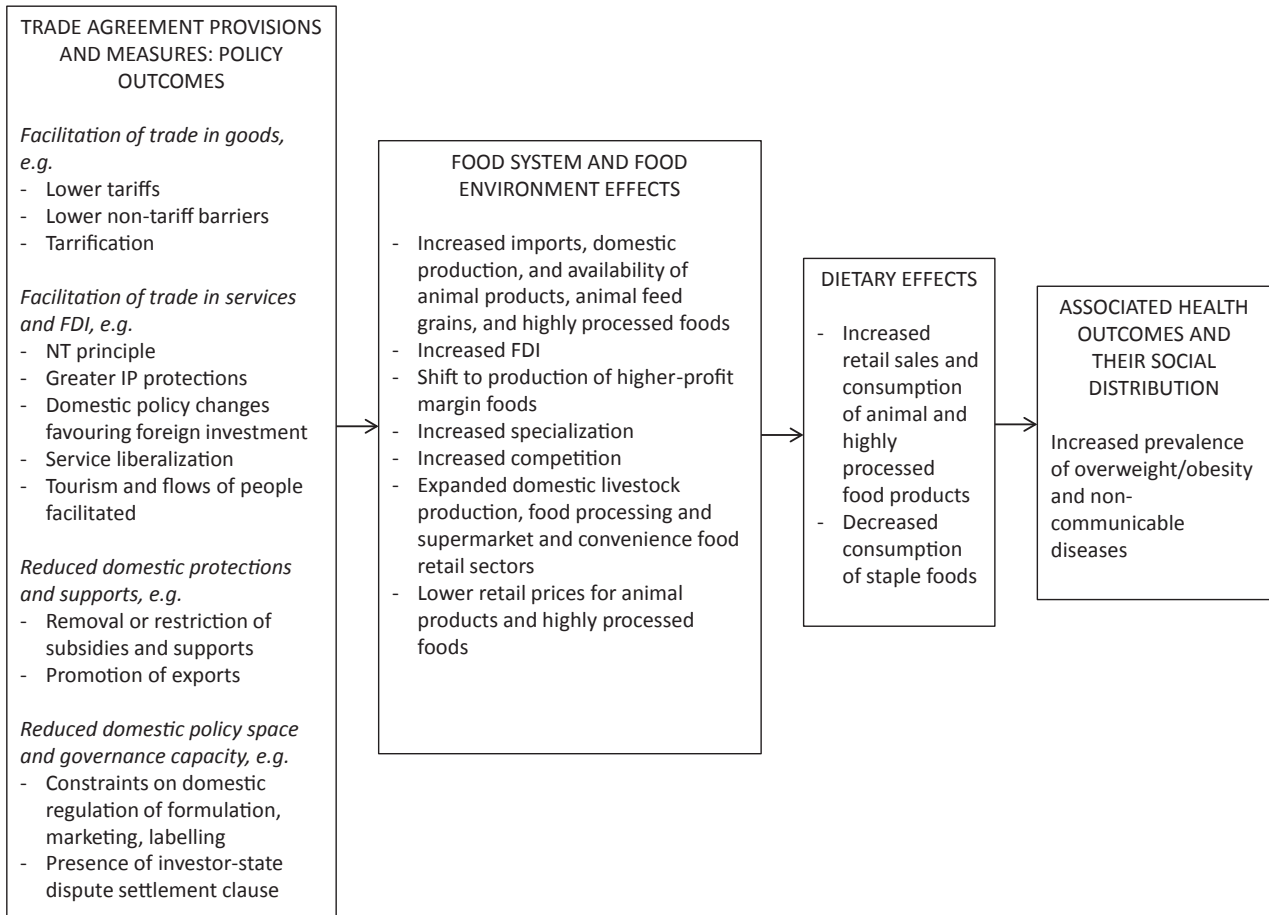 TRADE AGREEMENT PROVISIONS
AND MEASURES: POLICY
OUTCOMES
Facilitation of trade in goods,
e.g.
- Lower tariffs
- Lower non-tariff barriers
- Tarrification
Facilitation of trade in services
and FDI, e.g.
- NT principle
- Greater IP protections
- Domestic policy changes
favouring foreign investment
- Service liberalization
- Tourism and flows of people
facilitated
Reduced domestic protections
and supports, e.g.
- Removal or restriction of
subsidies and supports
- Promotion of exports
Reduced domestic policy space
and governance capacity, e.g.
- Constraints on domestic
regulation of formulation,
marketing, labelling
- Presence of investor-state
dispute settlement clause
FOOD SYSTEM AND FOOD
ENVIRONMENT EFFECTS
- Increased imports, domestic
production, and availability of
animal products, animal feed
grains, and highly processed foods
- Increased FDI
- Shift to production of higher-profit
margin foods
- Increased specialization
- Increased competition
- Expanded domestic livestock
production, food processing and
supermarket and convenience food
retail sectors
- Lower retail prices for animal
products and highly processed
foods
DIETARY EFFECTS
- Increased
retail sales and
consumption
of animal and
highly
processed
food products
- Decreased
consumption
of staple foods
ASSOCIATED HEALTH
OUTCOMES AND
THEIR SOCIAL
DISTRIBUTION
Increased prevalence
of overweight/obesity
and non-
communicable
diseases